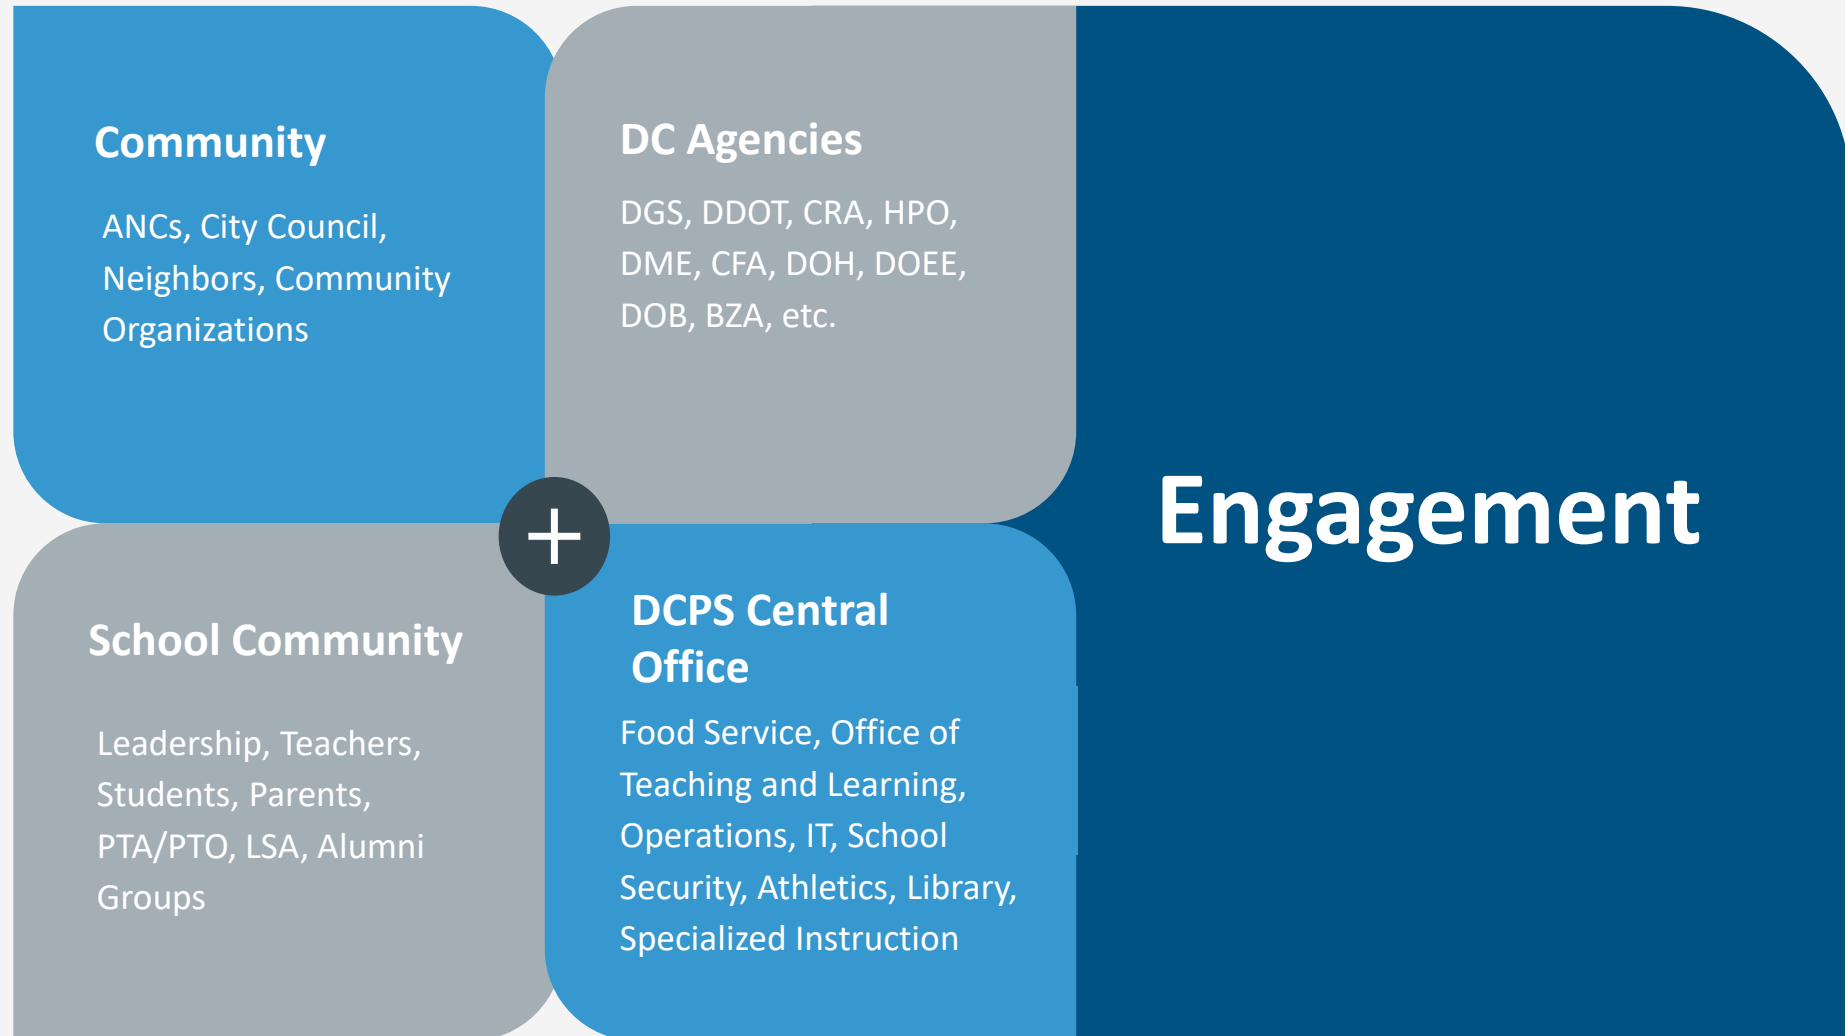 Community
ANCs, City Council,
Neighbors, Community
Organizations
DC Agencies
DGS, DDOT, CRA, HPO,
DME, CFA, DOH, DOEE,
DOB, BZA, etc.
School Community
Leadership, Teachers,
Students, Parents,
PTA/PTO, LSA, Alumni
Groups
DCPS Central
Office
Food Service, Office of
Teaching and Learning,
Operations, IT, School
Security, Athletics, Library,
Specialized Instruction
Engagement